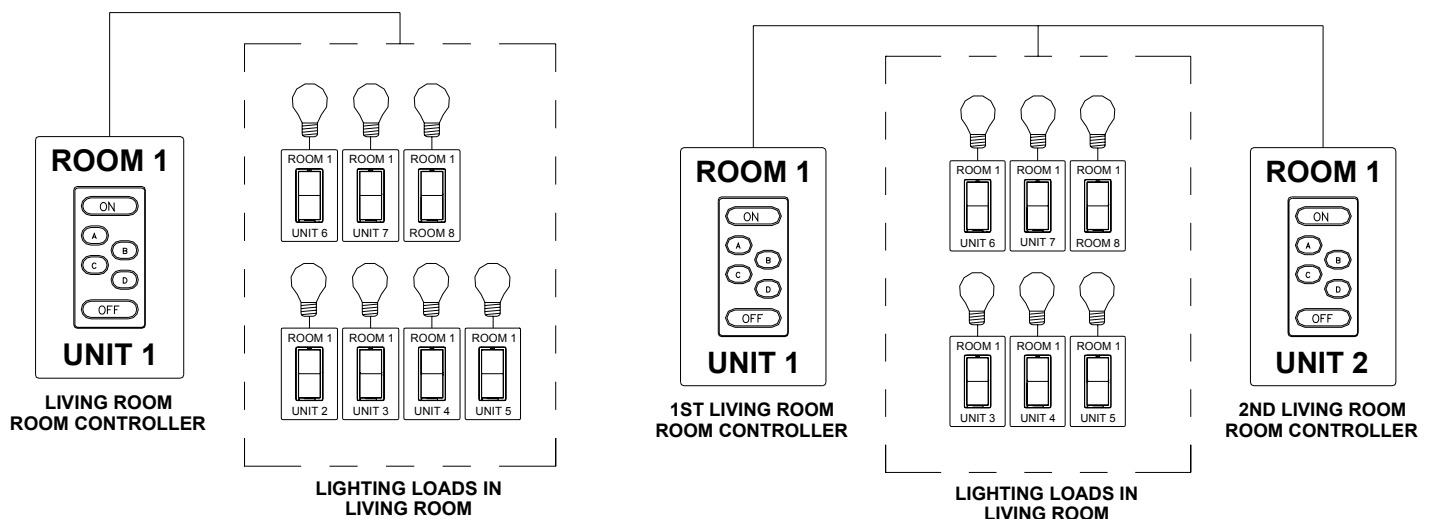 ROOM 1
ON
A
B
C
D
OFF
UNIT 1
LIVING ROOM
ROOM CONTROLLER
ROOM 1 ROOM 1 ROOM 1
UNIT 6 UNIT 7 ROOM 8
ROOM 1 ROOM 1 ROOM 1 ROOM 1
UNIT 2 UNIT 3 UNIT 4 UNIT 5
LIGHTING LOADS IN
LIVING ROOM
ROOM 1
ON
A
B
C
D
OFF
UNIT 1
1ST LIVING ROOM
ROOM CONTROLLER
ROOM 1 ROOM 1 ROOM 1
UNIT 6 UNIT 7 ROOM 8
ROOM 1 ROOM 1 ROOM 1
UNIT 3 UNIT 4 UNIT 5
LIGHTING LOADS IN
LIVING ROOM
ROOM 1
ON
A
B
C
D
OFF
UNIT 2
2ND LIVING ROOM
ROOM CONTROLLER